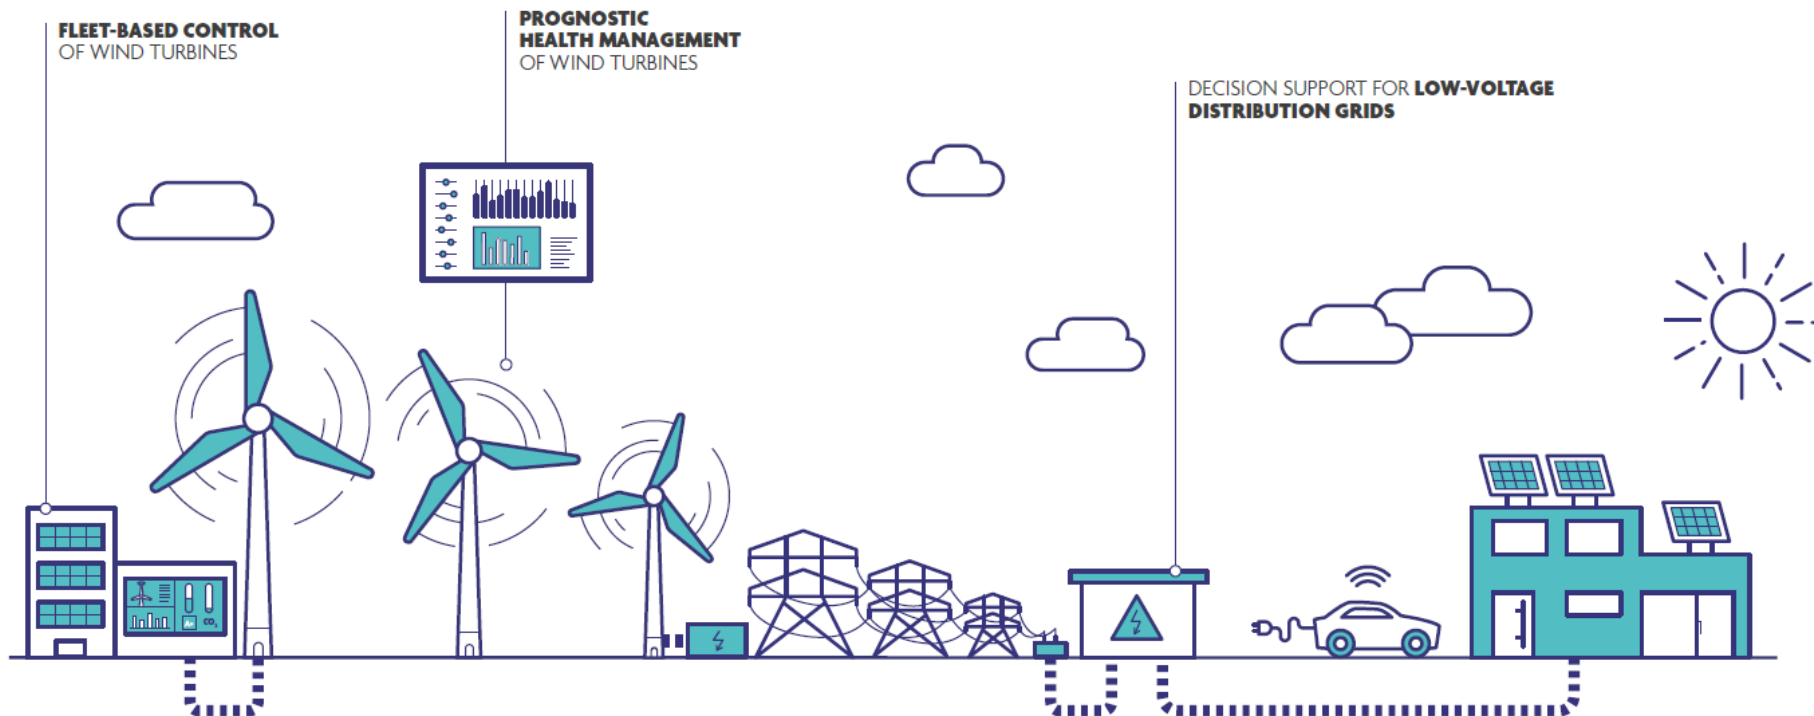 FLEET-BASED CONTROL
OF WIND TURBINES
PROGNOSTIC
HEALTH MANAGEMENT
OF WIND TURBINES
DECISION SUPPORT FOR LOW-VOLTAGE
DISTRIBUTION GRIDS
CO₂